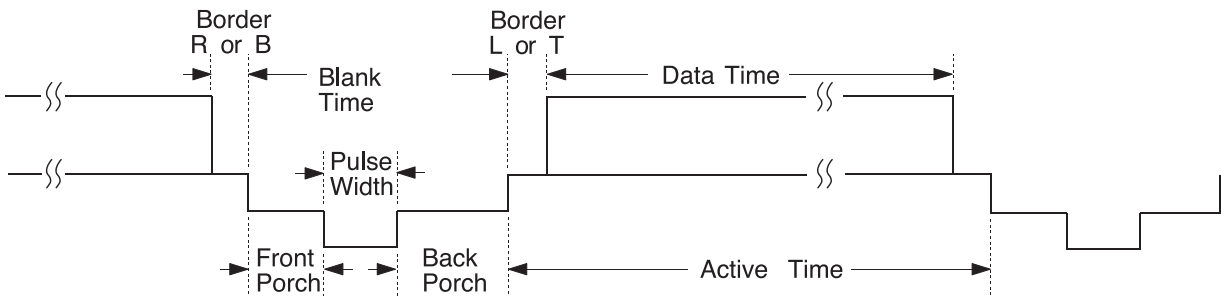 Border
R or B
Border
L or T
Blank
Time
Data Time
Pulse
Width
Front
Porch
Back
Porch
Active Time